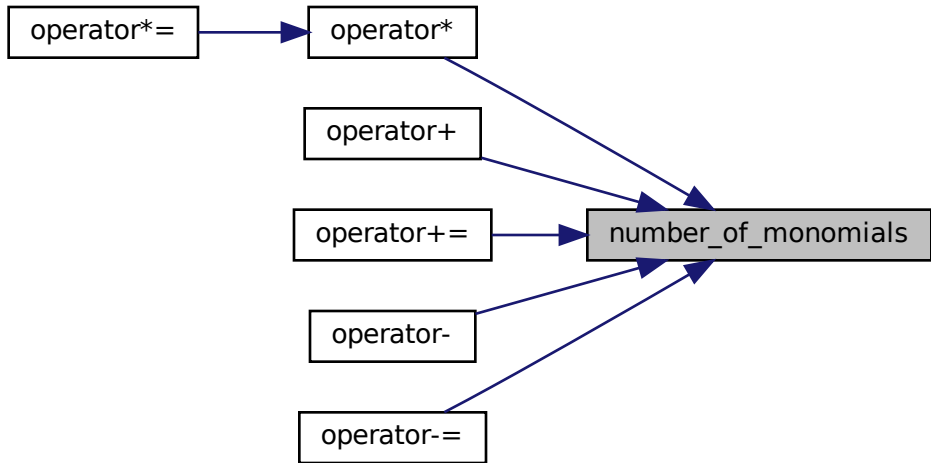 operator*=
operator*
operator+
operator+=
number_of_monomials
operator-
operator-=